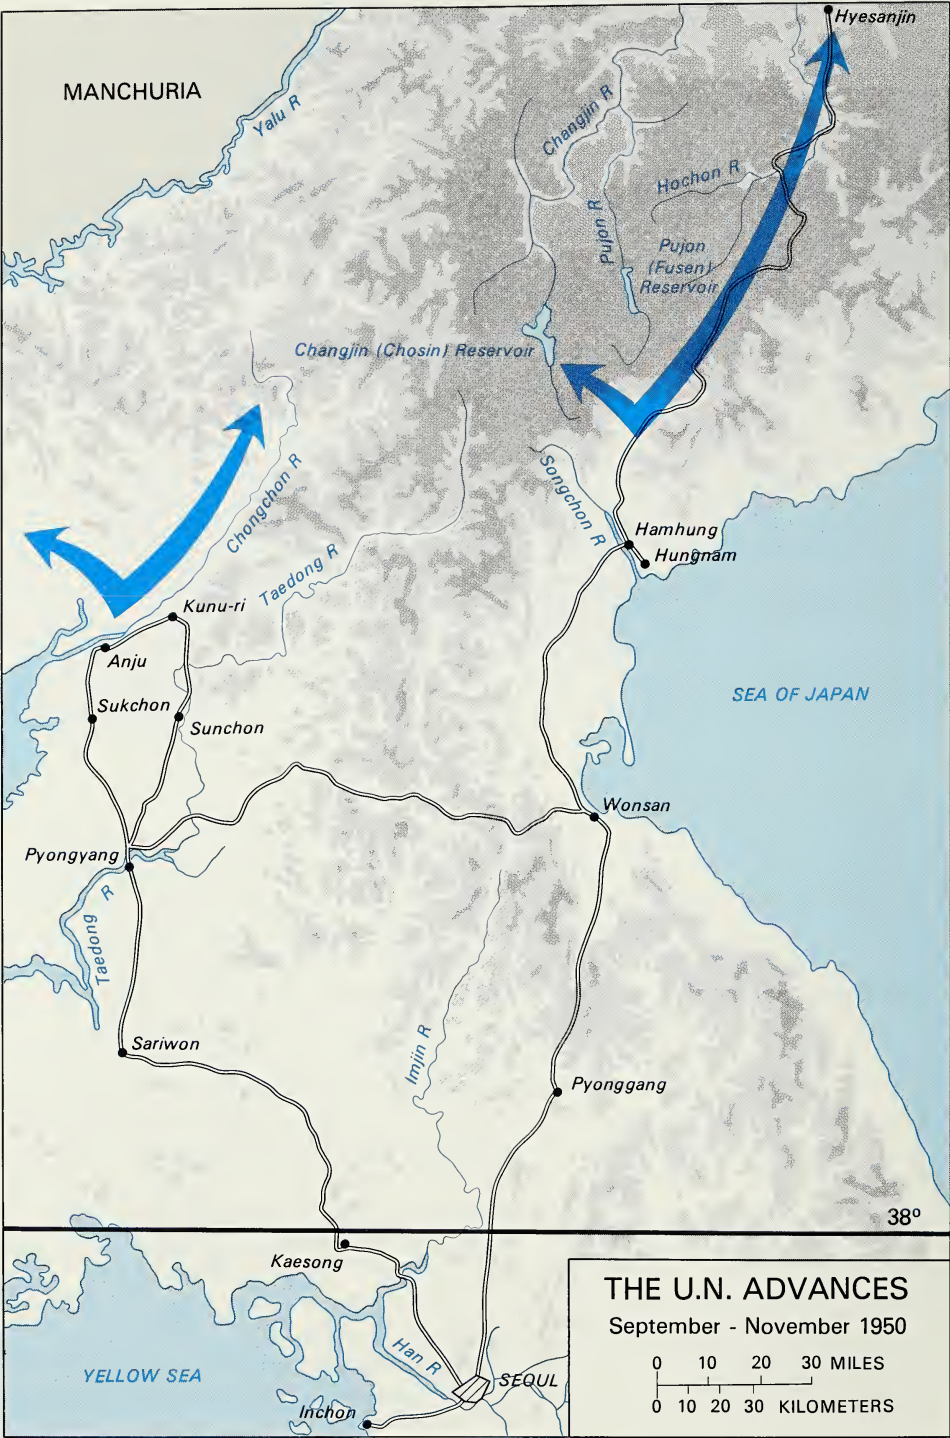 Hyesanjin
MANCHURIA
Yalu R
Changjin R
Hochon R
Pujon R
Pujon
(Fusen)
Reservoir
Changjin (Chosin) Reservoir
Chongchon R
Songchon R
Hamhung
Hungnam
Taedong R
Kunu-ri
Anju
SEA OF JAPAN
Sukchon
Sunchon
Wonsan
Pyongyang
Taedong R
Sariwon
Imjin R
Pyonggang
38°
Kaesong
Han R
YELLOW SEA
SEOUL
Inchon
THE U.N. ADVANCES
September - November 1950
0 10 20 30 MILES
0 10 20 30 KILOMETERS